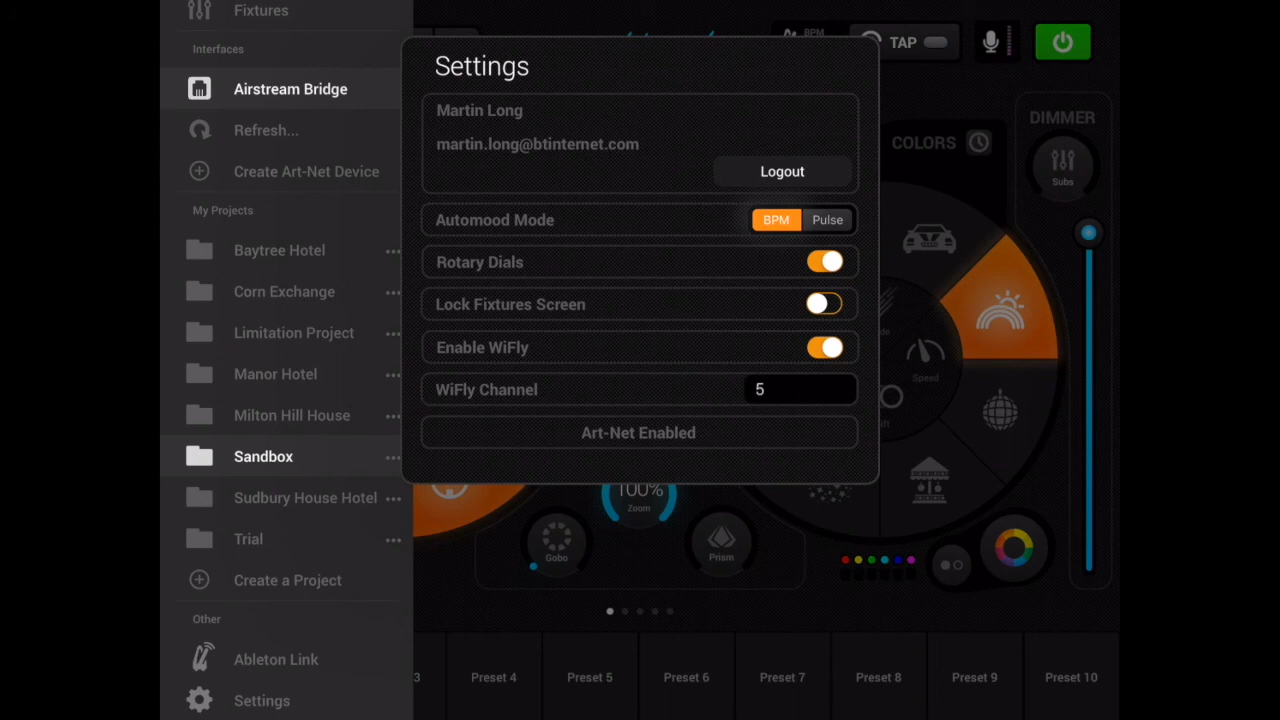 Fixtures
Interfaces
Airstream Bridge
Refresh...
Create Art-Net Device
My Projects
Baytree Hotel
Corn Exchange
Limitation Project
Manor Hotel
Milton Hill House
Sandbox
Sudbury House Hotel
Trial
Create a Project
Other
Ableton Link
Settings
Settings
Martin Long
martin.long@btinternet.com
Logout
Automood Mode
BPM
Pulse
Rotary Dials
Lock Fixtures Screen
Enable WiFly
WiFly Channel
5
Art-Net Enabled
BPM
TAP
COLORS
DIMMER
Subs
Speed
100%
Zoom
Gobo
Prism
3
Preset 4
Preset 5
Preset 6
Preset 7
Preset 8
Preset 9
Preset 10